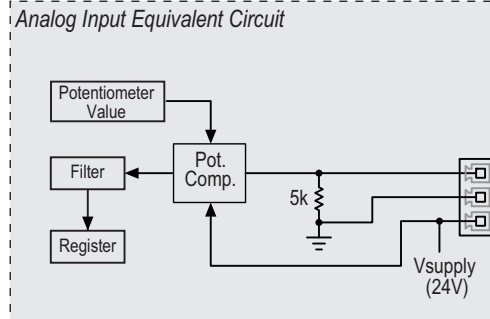 Analog Input Equivalent Circuit
Potentiometer
Value
Filter
Pot.
Comp.
5k
Register
Vsupply
(24V)